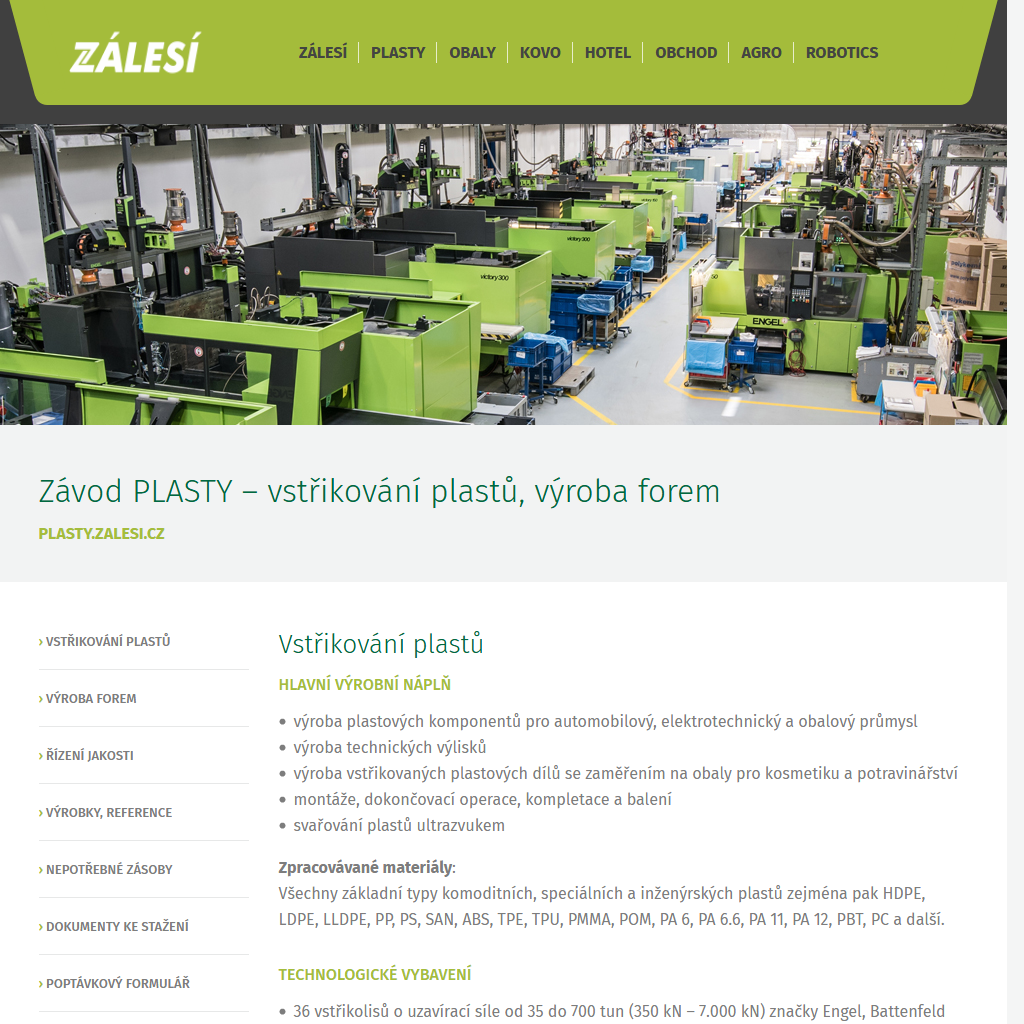 ZÁLESÍ
ZÁLESÍ
PLASTY
OBALY
KOVO
HOTEL
OBCHOD
AGRO
ROBOTICS
victory 300
victory 300
ENGEL
Závod PLASTY – vstřikování plastů, výroba forem
PLASTY.ZALESI.CZ
› VSTŘIKOVÁNÍ PLASTŮ
› VÝROBA FOREM
› ŘÍZENÍ JAKOSTI
› VÝROBKY, REFERENCE
› NEPOTŘEBNÉ ZÁSOBY
› DOKUMENTY KE STAŽENÍ
› POPTÁVKOVÝ FORMULÁŘ
Vstřikování plastů
HLAVNÍ VÝROBNÍ NÁPLŇ
• výroba plastových komponentů pro automobilový, elektrotechnický a obalový průmysl
• výroba technických výlisků
• výroba vstřikovaných plastových dílů se zaměřením na obaly pro kosmetiku a potravinářství
• montáže, dokončovací operace, kompletace a balení
• svařování plastů ultrazvukem
Zpracovávané materiály:
Všechny základní typy komoditních, speciálních a inženýrských plastů zejména pak HDPE,
LDPE, LLDPE, PP, PS, SAN, ABS, TPE, TPU, PMMA, POM, PA 6, PA 6.6, PA 11, PA 12, PBT, PC a další.
TECHNOLOGICKÉ VYBAVENÍ
• 36 vstřikolisů o uzavírací síle od 35 do 700 tun (350 kN – 7.000 kN) značky Engel, Battenfeld